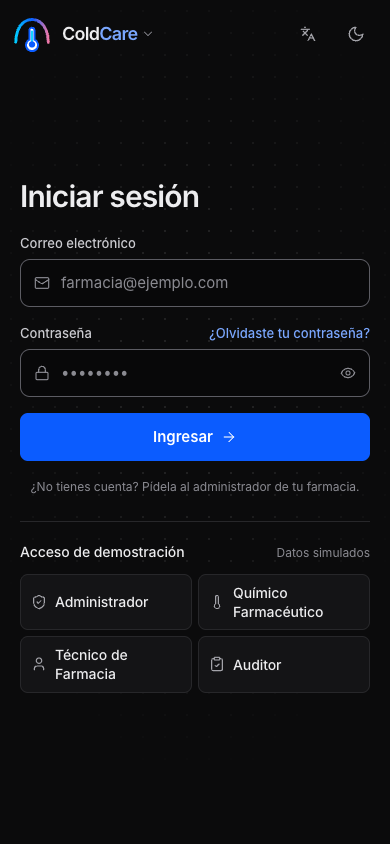 ColdCare
Iniciar sesión
Correo electrónico
farmacia@ejemplo.com
Contraseña
¿Olvidaste tu contraseña?
••••••••
Ingresar
¿No tienes cuenta? Pídela al administrador de tu farmacia.
Acceso de demostración
Datos simulados
Administrador
Químico
Farmacéutico
Técnico de
Farmacia
Auditor